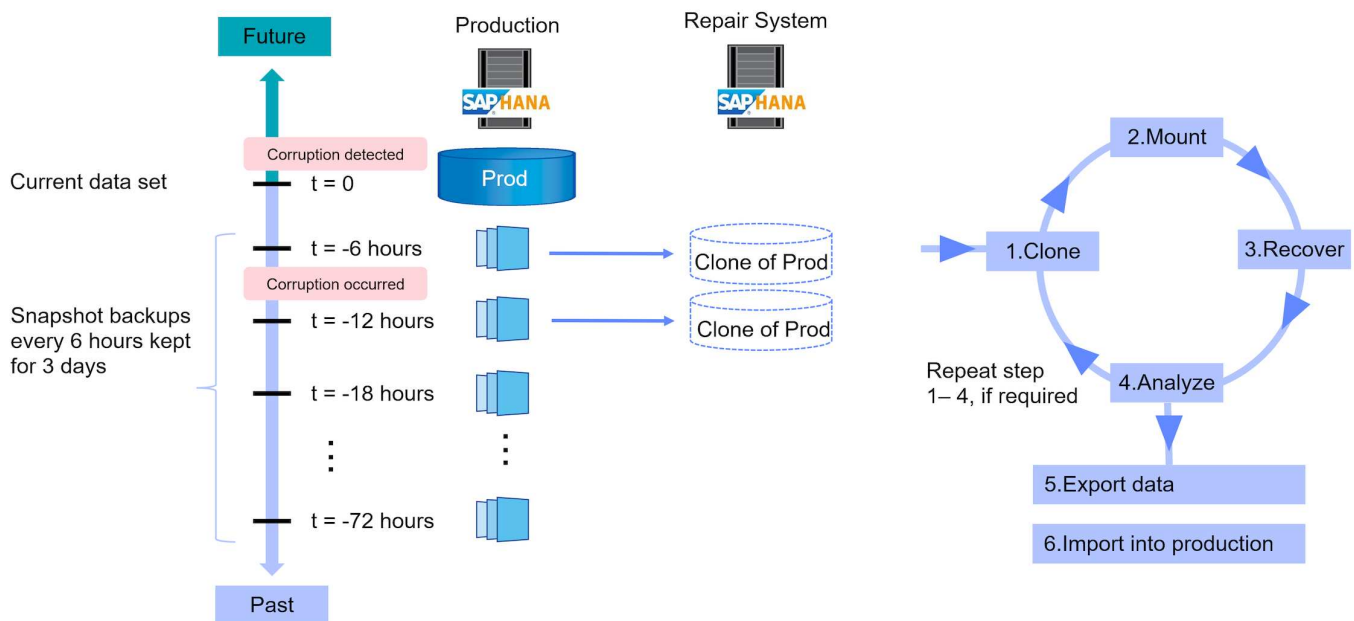 Future
Production
Repair System
SAP HANA
SAP HANA
Corruption detected
Current data set
t = 0
Prod
t = -6 hours
Clone of Prod
Corruption occurred
Snapshot backups
every 6 hours kept
for 3 days
t = -12 hours
Clone of Prod
t = -18 hours
t = -72 hours
Past
2.Mount
1.Clone
3.Recover
4.Analyze
Repeat step
1– 4, if required
5.Export data
6.Import into production